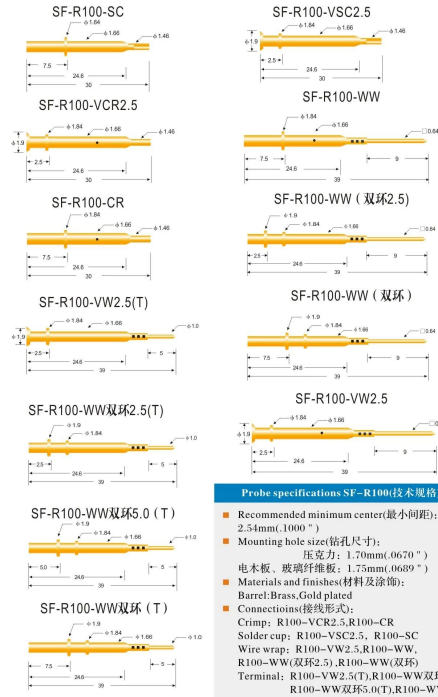 SF-R100-SC
ϕ1.84
ϕ1.66
ϕ1.46
7.5
24.6
30
SF-R100-VCR2.5
ϕ1.84
ϕ1.66
ϕ1.46
ϕ1.9
2.5
24.6
30
SF-R100-CR
ϕ1.84
ϕ1.66
ϕ1.46
7.5
24.6
30
SF-R100-VW2.5(T)
ϕ1.84
ϕ1.66
ϕ1.0
ϕ1.9
2.5
5
24.6
39
SF-R100-WW双环2.5(T)
ϕ1.9
ϕ1.84
ϕ1.66
ϕ1.0
2.5
5
24.6
39
SF-R100-WW双环5.0 (T)
ϕ1.9
ϕ1.84
ϕ1.66
ϕ1.0
5.0
5
24.6
39
SF-R100-WW双环 (T)
ϕ1.9
ϕ1.84
ϕ1.66
ϕ1.0
7.5
5
24.6
39
SF-R100-VSC2.5
ϕ1.84
ϕ1.66
ϕ1.46
ϕ1.9
2.5
24.6
30
SF-R100-WW
ϕ1.84
ϕ1.66
□0.64
7.5
9
24.6
39
SF-R100-WW (双环2.5)
ϕ1.9
ϕ1.84
ϕ1.66
□0.64
2.5
9
24.6
39
SF-R100-WW (双环)
ϕ1.9
ϕ1.84
ϕ1.66
□0.64
7.5
9
24.6
39
SF-R100-VW2.5
ϕ1.84
ϕ1.66
ϕ1.9
2.5
9
24.6
39
Probe specifications SF-R100(技术规格
Recommended minimum center(最小间距):
2.54mm(.1000 ")
Mounting hole size(钻孔尺寸):
压克力: 1.70mm(.0670 ")
电木板、玻璃纤维板: 1.75mm(.0689 ")
Materials and finishes(材料及涂饰):
Barrel:Brass,Gold plated
Connectioins(接线形式):
Crimp: R100-VCR2.5,R100-CR
Solder cup: R100-VSC2.5, R100-SC
Wire wrap: R100-VW2.5,R100-WW,
R100-WW(双环2.5) ,R100-WW(双环)
Terminal: R100-VW2.5(T),R100-WW双环
R100-WW双环5.0(T),R100-WW